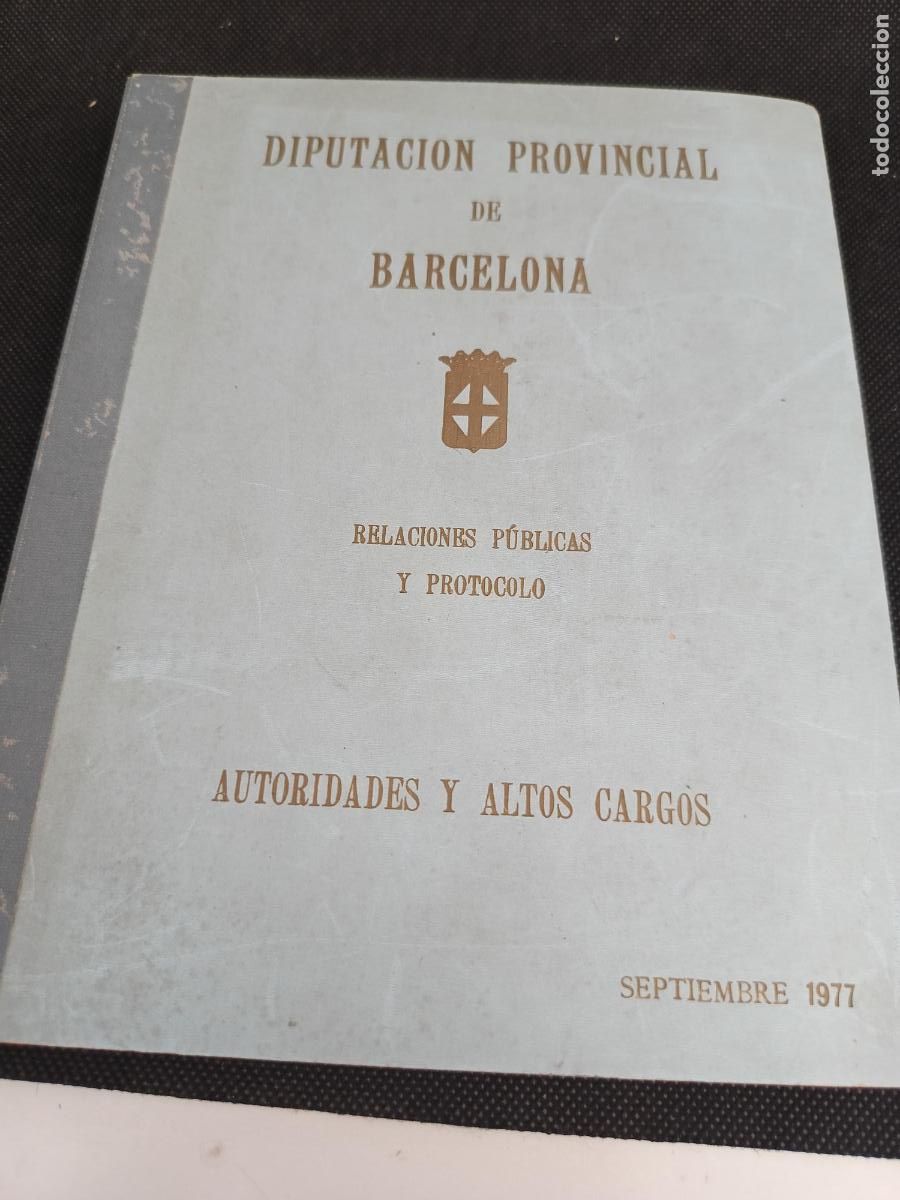 DIPUTACION PROVINCIAL
DE
BARCELONA
RELACIONES PÚBLICAS
Y PROTOCOLO
AUTORIDADES Y ALTOS CARGOS
SEPTIEMBRE 1977
todocoleccion